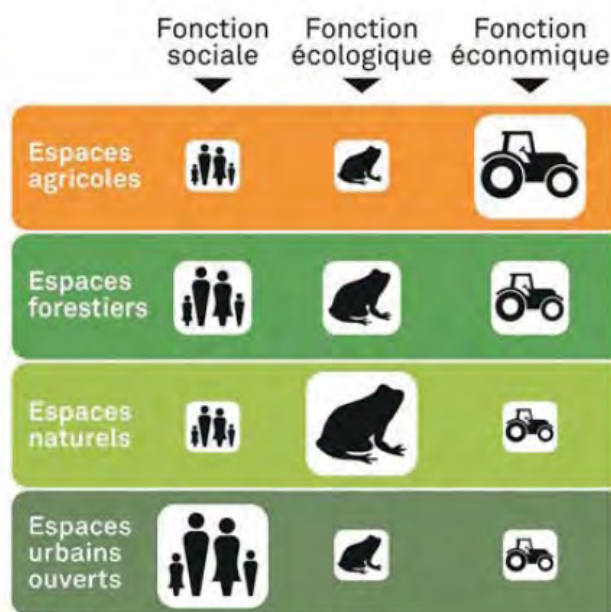 Fonction
sociale
Fonction
écologique
Fonction
économique
Espaces
agricoles
Espaces
forestiers
Espaces
naturels
Espaces
urbains
ouverts